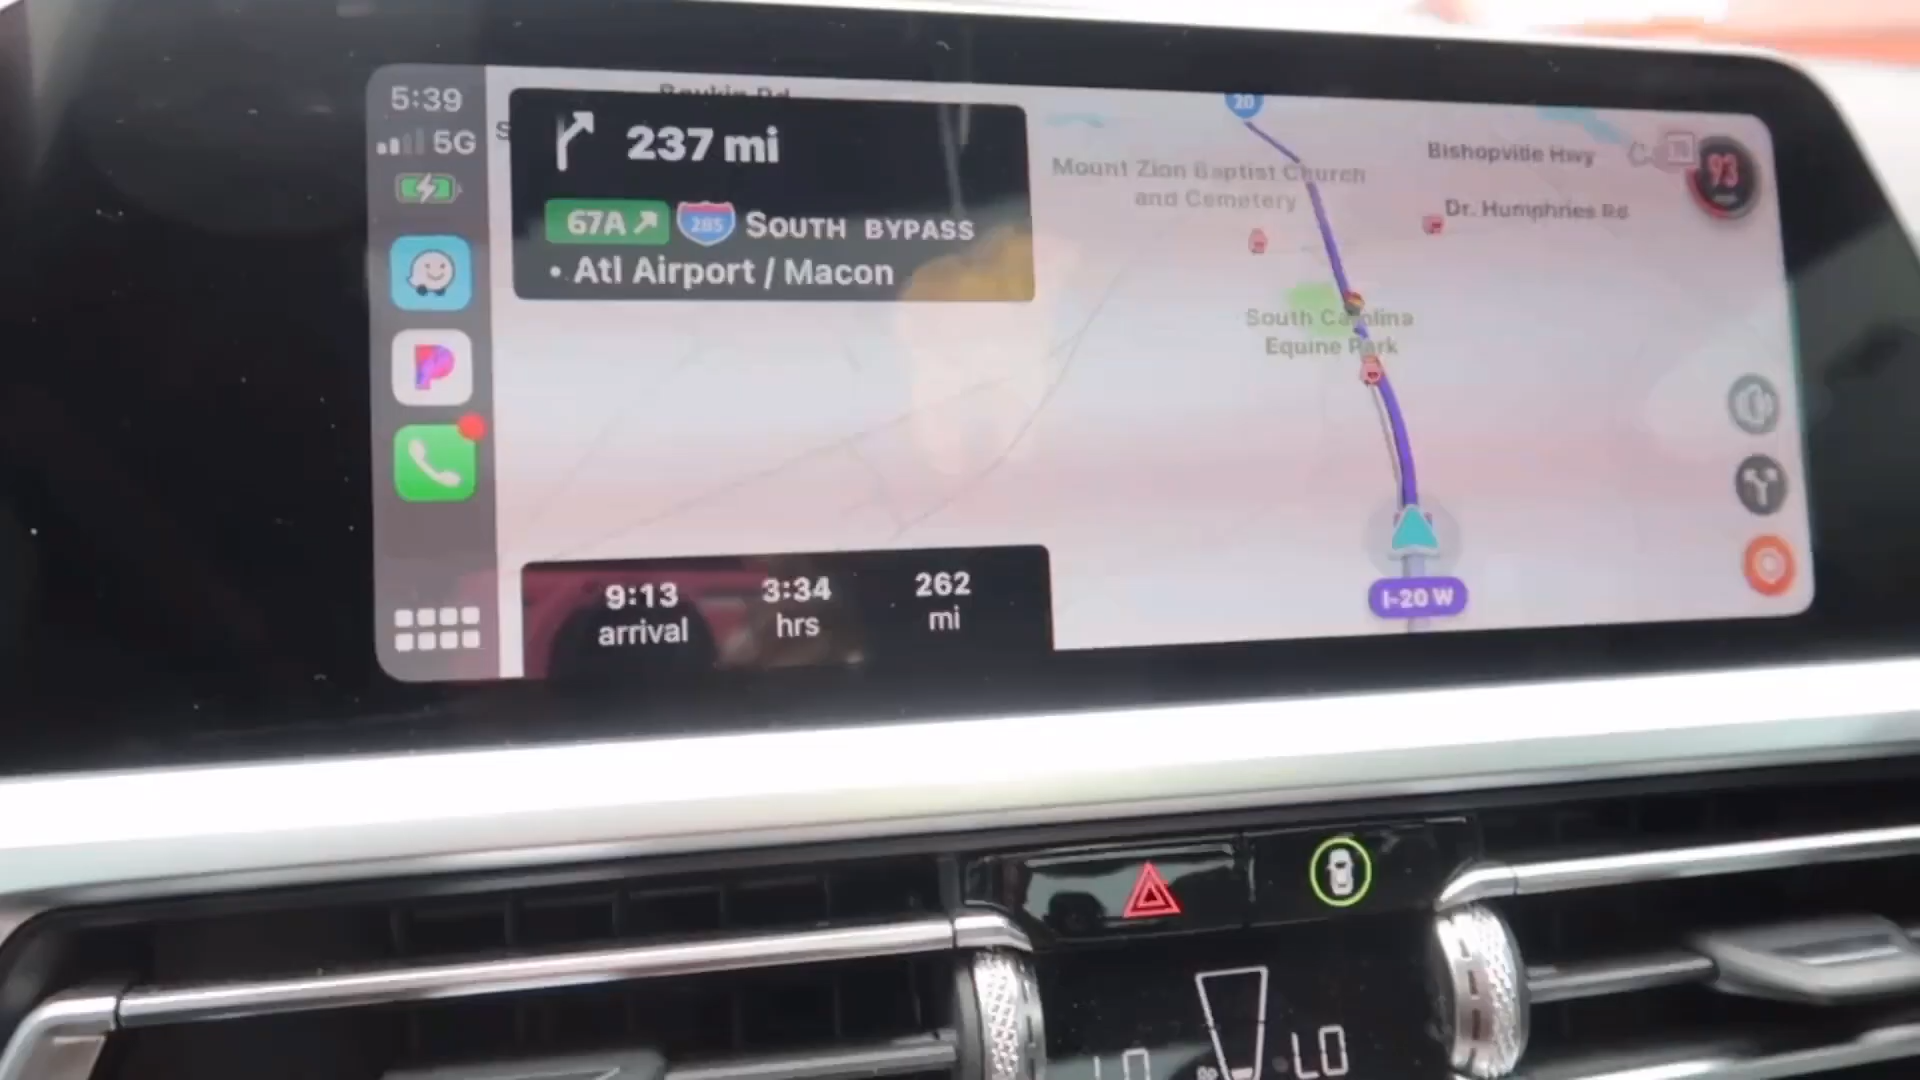 5:39
5G
237 mi
67A 285 SOUTH BYPASS
• Atl Airport / Macon
20
Mount Zion Baptist Church
and Cemetery
Bishopville Hwy
Dr. Humphries Rd
93
South Carolina
Equine Park
9:13
arrival
3:34
hrs
262
mi
I-20 W
LO
LO